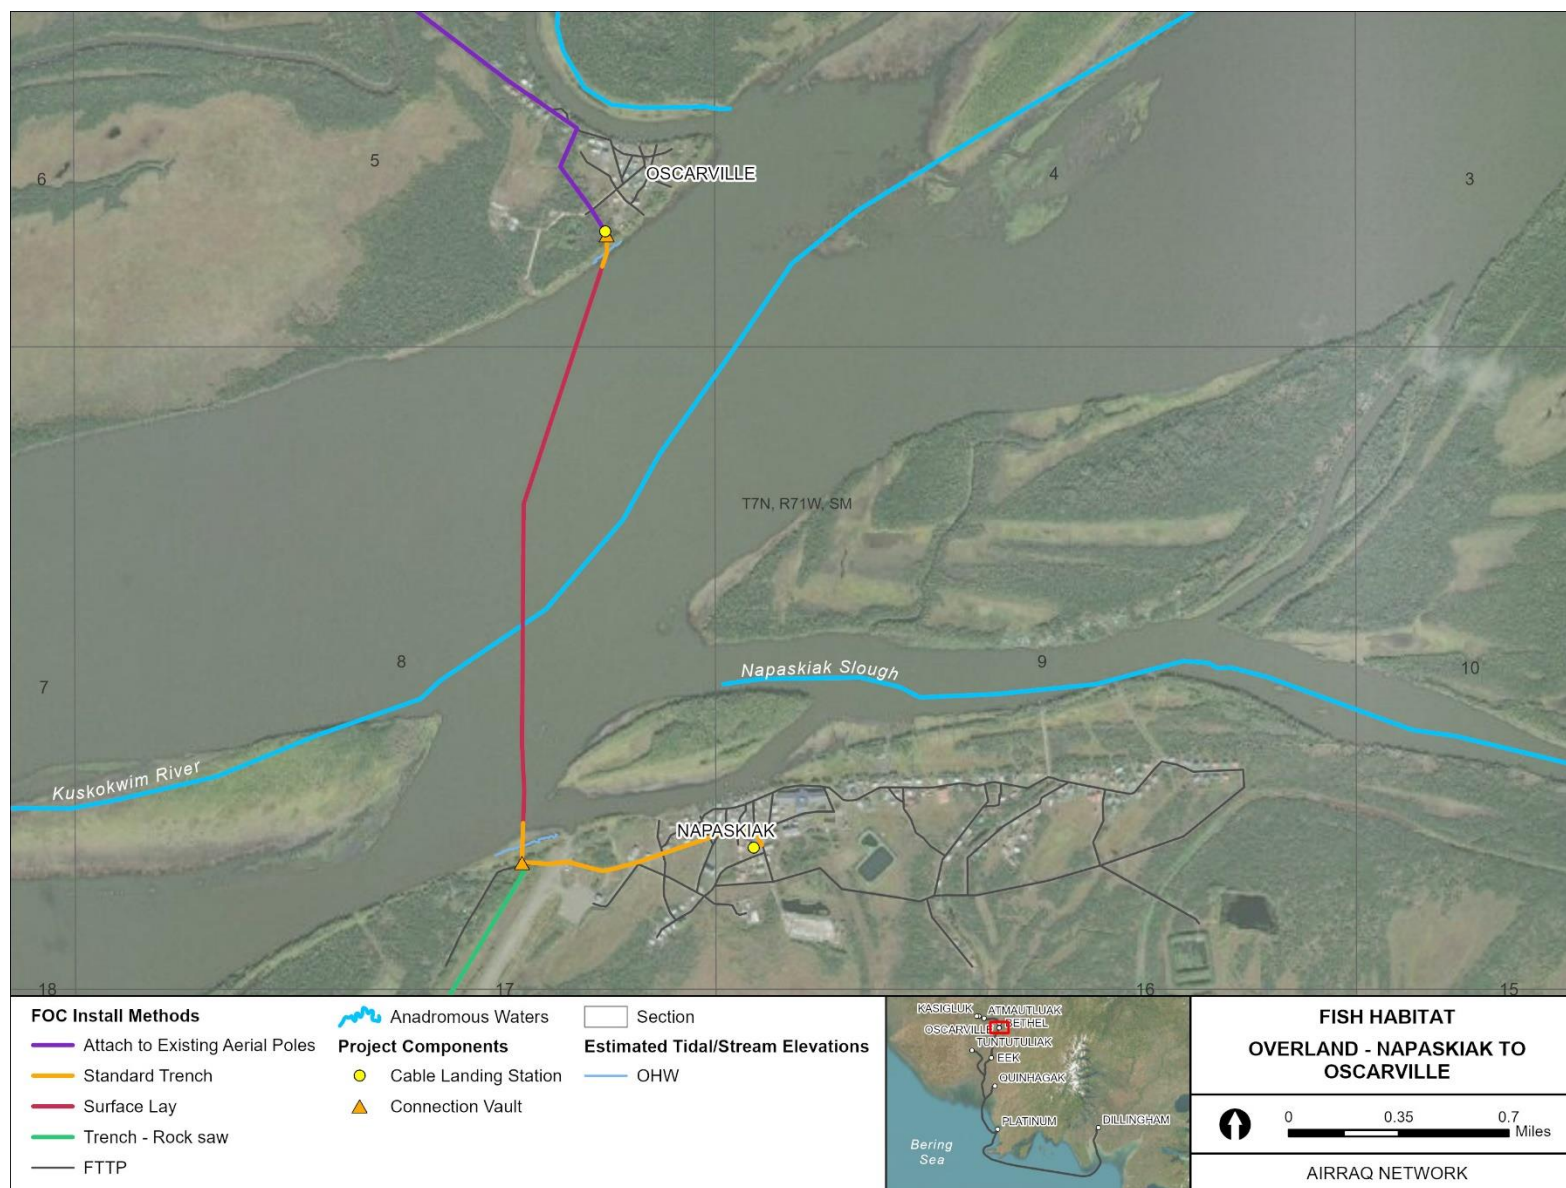 5
6
OSCARVILLE
4
3
T7N, R71W, SM
8
7
Napaskiak Slough
9
10
Kuskokwim River
NAPASKIAK
18
17
16
15
FOC Install Methods
Attach to Existing Aerial Poles
Standard Trench
Surface Lay
Trench - Rock saw
FTTP
Anadromous Waters
Project Components
Cable Landing Station
Connection Vault
Section
Estimated Tidal/Stream Elevations
OHW
KASIGLUK
ATMAUTLUAK
OSCARVILLE
BETHEL
TUNTUTULIAK
EEK
QUINHAGAK
PLATINUM
DILLINGHAM
Bering
Sea
FISH HABITAT
OVERLAND - NAPASKIAK TO
OSCARVILLE
0 0.35 0.7
Miles
AIRRAQ NETWORK